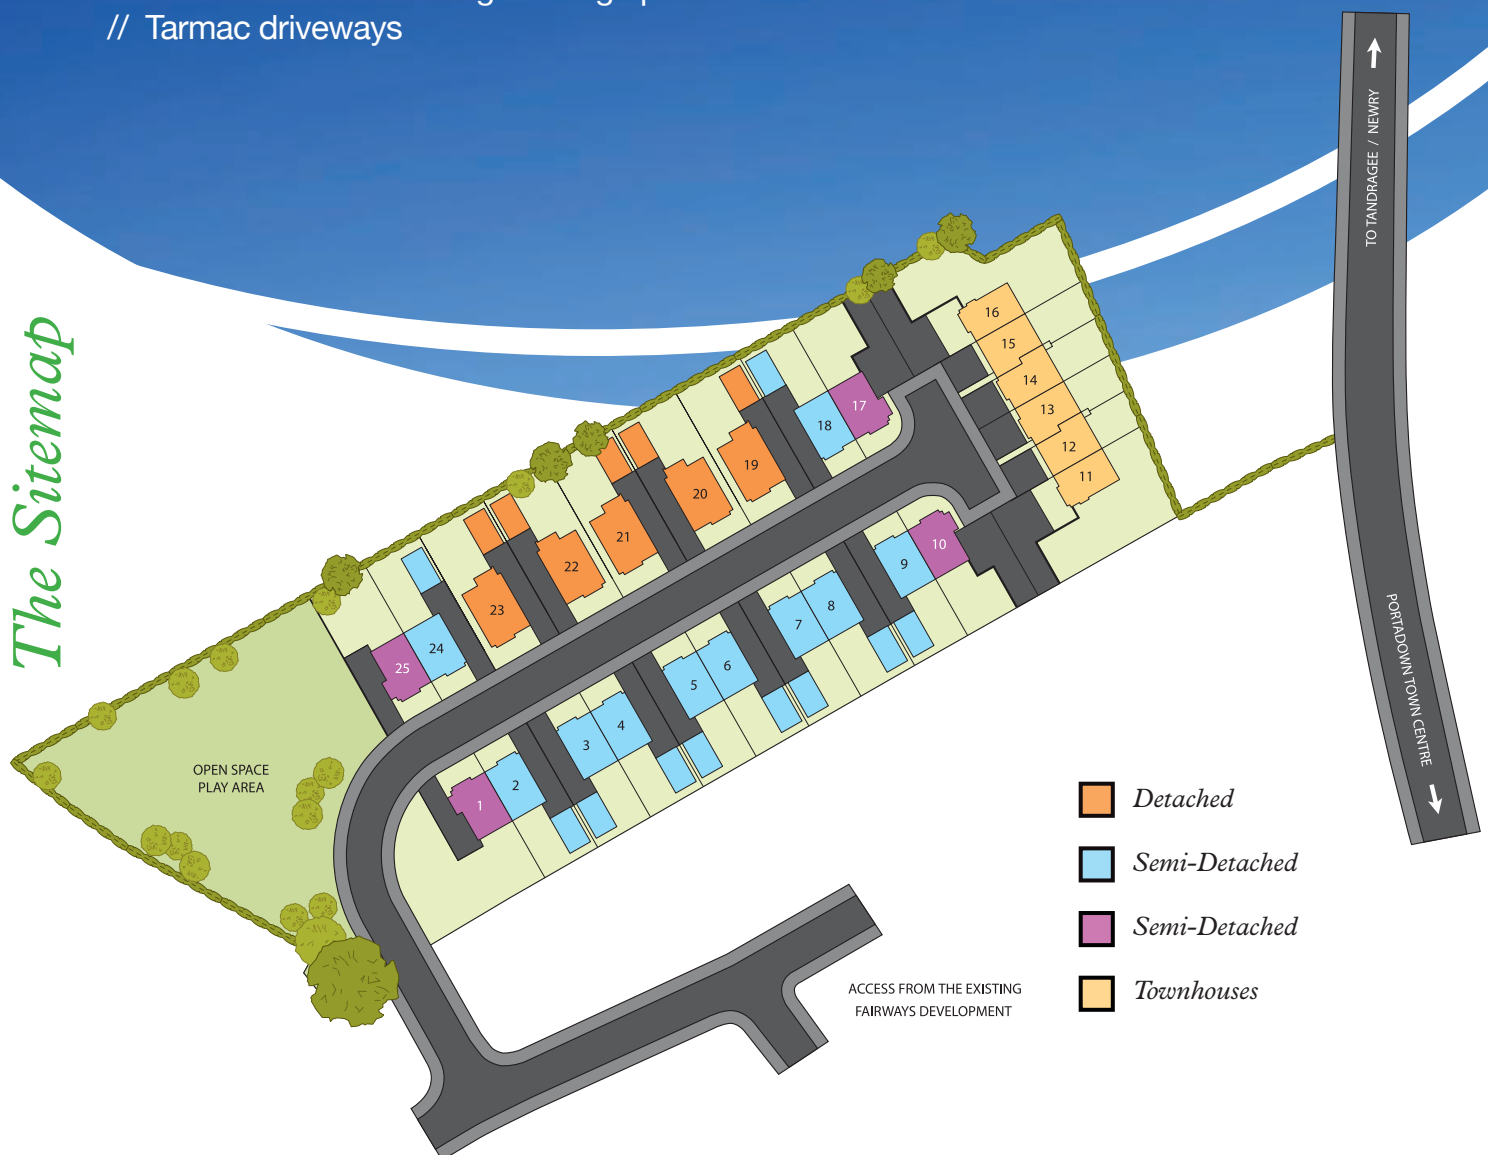 // Tarmac driveways
The Sitemap
TO TANDRAGEE / NEWRY
PORTADOWN TOWN CENTRE
16
15
14
13
12
11
17
18
19
20
21
22
23
24
25
10
9
8
7
6
5
4
3
2
1
OPEN SPACE
PLAY AREA
Detached
Semi-Detached
Semi-Detached
Townhouses
ACCESS FROM THE EXISTING
FAIRWAYS DEVELOPMENT